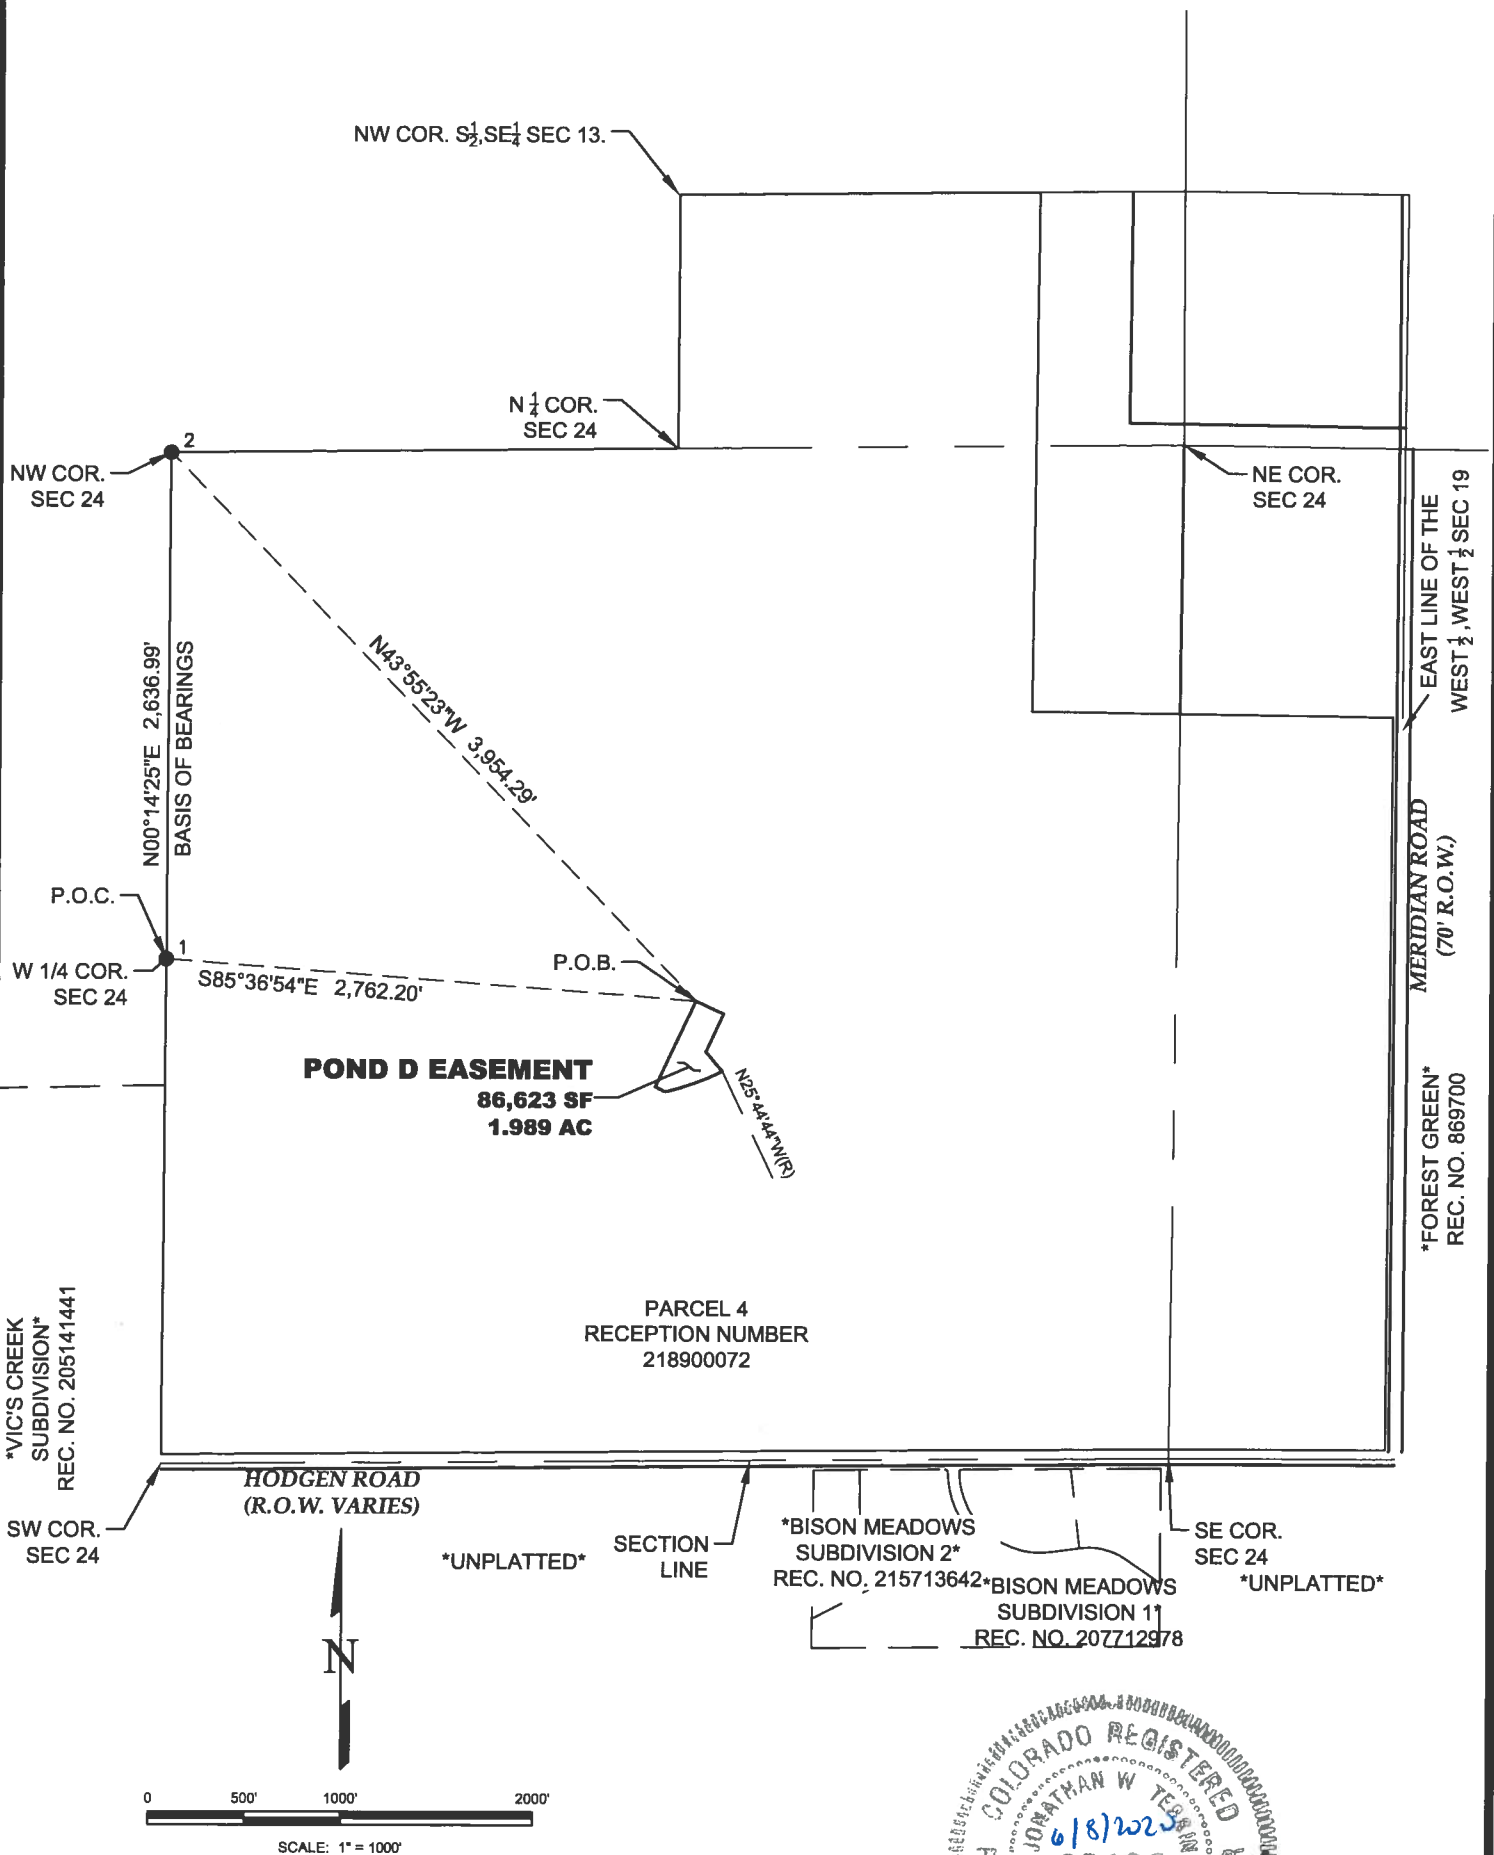 NW COR. S½,SE¼ SEC 13.
N ¼ COR.
SEC 24
2
NW COR.
SEC 24
NE COR.
SEC 24
EAST LINE OF THE
WEST ½,WEST ½ SEC 19
N00°14'25"E 2,636.99'
BASIS OF BEARINGS
N43°55'23"W 3,954.29'
MERIDIAN ROAD
(70' R.O.W.)
P.O.C.
1
W 1/4 COR.
SEC 24
S85°36'54"E 2,762.20'
P.O.B.
POND D EASEMENT
86,623 SF
1.989 AC
N25°44'44"W(R)
*FOREST GREEN*
REC. NO. 869700
PARCEL 4
RECEPTION NUMBER
218900072
*VIC'S CREEK
SUBDIVISION*
REC. NO. 205141441
HODGEN ROAD
(R.O.W. VARIES)
SW COR.
SEC 24
*UNPLATTED*
SECTION
LINE
*BISON MEADOWS
SUBDIVISION 2*
REC. NO. 215713642
*BISON MEADOWS
SUBDIVISION 1*
REC. NO. 207712978
SE COR.
SEC 24
*UNPLATTED*
N
0 500' 1000' 2000'
SCALE: 1" = 1000'
COLORADO REGISTERED
JONATHAN W